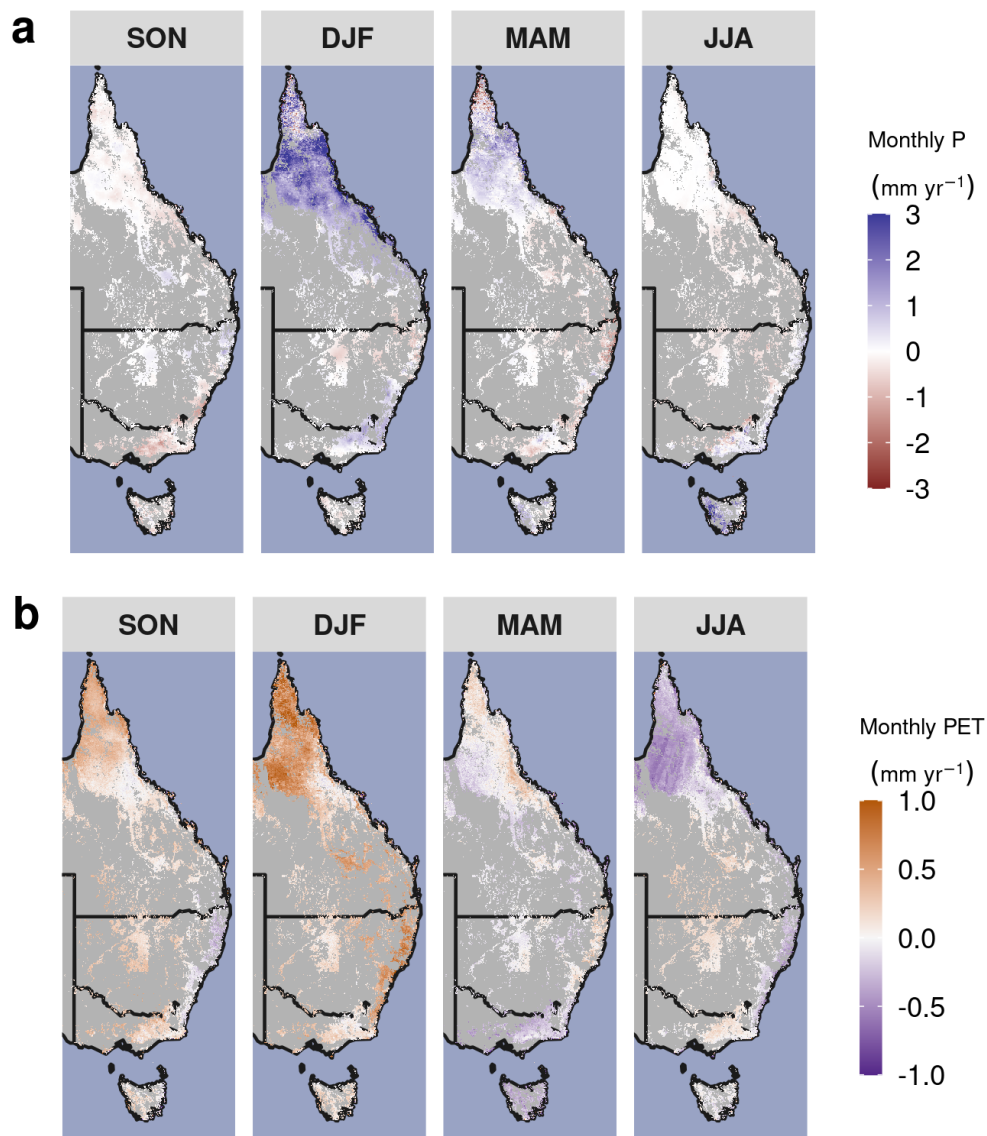 a
SON DJF MAM JJA
Monthly P
(mm yr⁻¹)
3
2
1
0
-1
-2
-3
b
SON DJF MAM JJA
Monthly PET
(mm yr⁻¹)
1.0
0.5
0.0
-0.5
-1.0